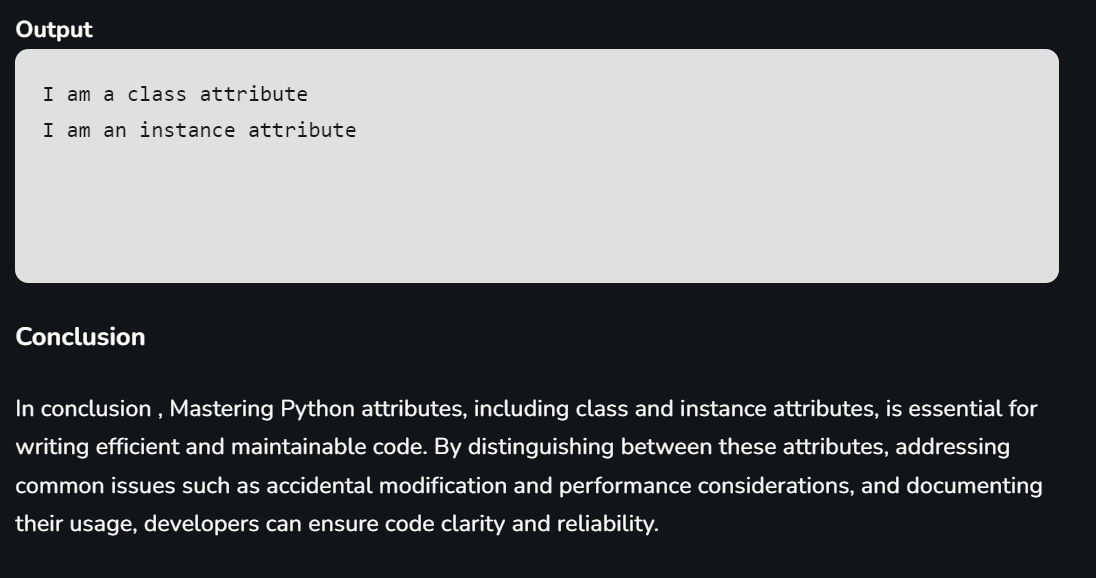 Output
I am a class attribute
I am an instance attribute
Conclusion
In conclusion , Mastering Python attributes, including class and instance attributes, is essential for
writing efficient and maintainable code. By distinguishing between these attributes, addressing
common issues such as accidental modification and performance considerations, and documenting
their usage, developers can ensure code clarity and reliability.